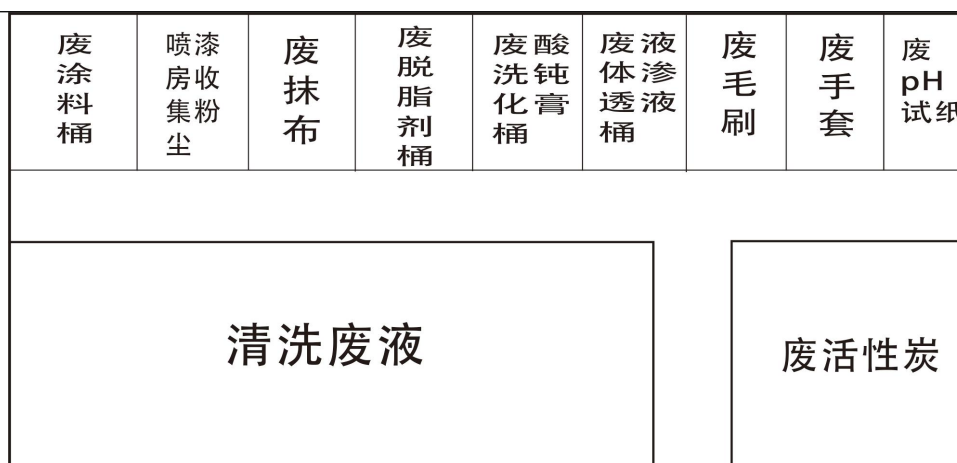 废涂料桶
喷漆
房收
集粉
尘
废抹布
废脱脂剂桶
废酸
洗钝
化膏
桶
废液
体渗
透液
桶
废毛刷
废手套
废
pH
试纸
清洗废液
废活性炭